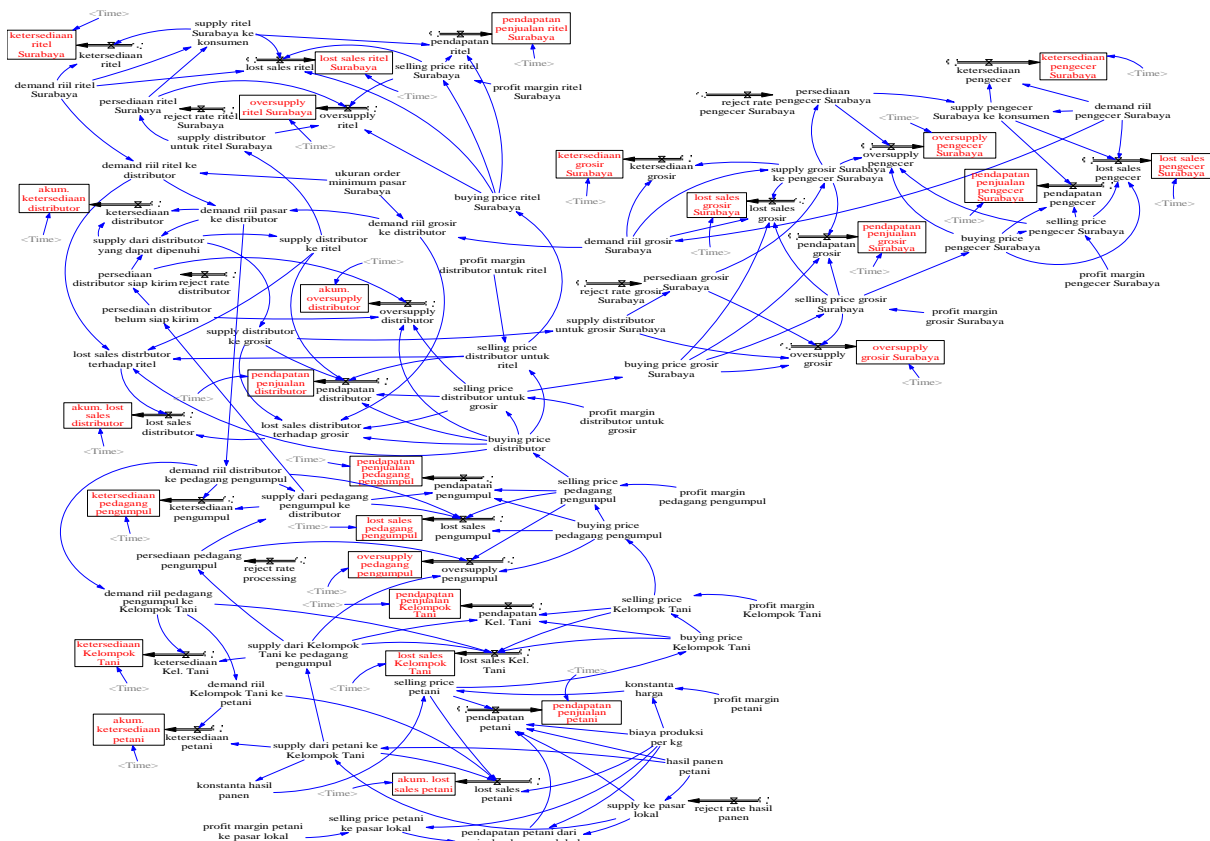 <Time>
supply ritel
Surabaya ke
konsumen
ketersediaan
ritel
Surabaya
ketersediaan
ritel
pendapatan
penjualan ritel
Surabaya
pendapatan
ritel
<Time>
lost sales ritel
lost sales ritel
Surabaya
selling price ritel
Surabaya
<Time>
profit margin
ritel Surabaya
demand riil ritel
Surabaya
persediaan ritel
Surabaya
reject rate ritel
Surabaya
oversupply
ritel Surabaya
oversupply
ritel
<Time>
supply distributor
untuk ritel Surabaya
ketersediaan
pengecer
ketersediaan
pengecer
Surabaya
<Time>
reject rate
pengecer Surabaya
persediaan
pengecer Surabaya
supply pengecer
Surabaya ke konsumen
demand riil
pengecer Surabaya
<Time>
oversupply
pengecer
oversupply
pengecer
Surabaya
lost sales
pengecer
lost sales
pengecer
Surabaya
<Time>
demand riil ritel ke
distributor
ukuran order
minimum pasar
Surabaya
buying price ritel
Surabaya
ketersediaan
grosir
Surabaya
ketersediaan
grosir
<Time>
supply grosir
Surabaya
ke pengecer Surabaya
pendapatan
penjualan
pengecer
Surabaya
pendapatan
pengecer
<Time>
selling price
pengecer Surabaya
buying price
pengecer Surabaya
profit margin
pengecer Surabaya
akum.
ketersediaan
distributor
ketersediaan
distributor
<Time>
demand riil pasar
ke distributor
demand riil grosir
ke distributor
lost sales
grosir
Surabaya
lost sales
grosir
<Time>
demand riil grosir
Surabaya
pendapatan
grosir
pendapatan
penjualan
grosir Surabaya
<Time>
supply dari distributor
yang dapat dipenuhi
supply distributor
ke ritel
persediaan
distributor siap kirim
reject rate
distributor
<Time>
profit margin
distributor untuk ritel
persediaan grosir
Surabaya
reject rate grosir
Surabaya
akum.
oversupply
distributor
oversupply
distributor
selling price grosir
Surabaya
profit margin
grosir Surabaya
persediaan distributor
belum siap kirim
supply distributor
ke grosir
supply distributor
untuk grosir Surabaya
lost sales distrbutor
terhadap ritel
selling price
distributor untuk
ritel
buying price grosir
Surabaya
oversupply
grosir
oversupply
grosir Surabaya
<Time>
pendapatan
penjualan
distributor
pendapatan
distributor
<Time>
selling price
distributor untuk
grosir
profit margin
distributor untuk
grosir
akum. lost
sales
distributor
lost sales
distributor
<Time>
lost sales distributor
terhadap grosir
buying price
distributor
<Time>
pendapatan
penjualan
pedagang
pengumpul
pendapatan
pengumpul
demand riil distributor
ke pedagang pengumpul
selling price
pedagang
pengumpul
profit margin
pedagang pengumpul
ketersediaan
pedagang
pengumpul
ketersediaan
pengumpul
<Time>
supply dari pedagang
pengumpul ke
distributor
lost sales
pedagang
pengumpul
lost sales
pengumpul
<Time>
buying price
pedagang pengumpul
persediaan pedagang
pengumpul
reject rate
processing
oversupply
pedagang
pengumpul
oversupply
pengumpul
<Time>
demand riil pedagang
pengumpul ke
Kelompok Tani
<Time>
pendapatan
penjualan
Kelompok
Tani
pendapatan
Kel. Tani
selling price
Kelompok Tani
profit margin
Kelompok Tani
ketersediaan
Kelompok
Tani
ketersediaan
Kel. Tani
<Time>
supply dari Kelompok
Tani ke pedagang
pengumpul
buying price
Kelompok Tani
lost sales
Kelompok
Tani
lost sales Kel.
Tani
<Time>
demand riil
Kelompok Tani ke
petani
selling price
petani
<Time>
konstanta
harga
profit margin
petani
pendapatan
petani
pendapatan
penjualan
petani
akum.
ketersediaan
petani
ketersediaan
petani
<Time>
supply dari petani ke
Kelompok Tani
biaya produksi
per kg
hasil panen
petani
konstanta hasil
panen
<Time>
akum. lost
sales petani
lost sales
petani
supply ke pasar
lokal
reject rate hasil
panen
profit margin petani
ke pasar lokal
selling price petani
ke pasar lokal
pendapatan petani dari